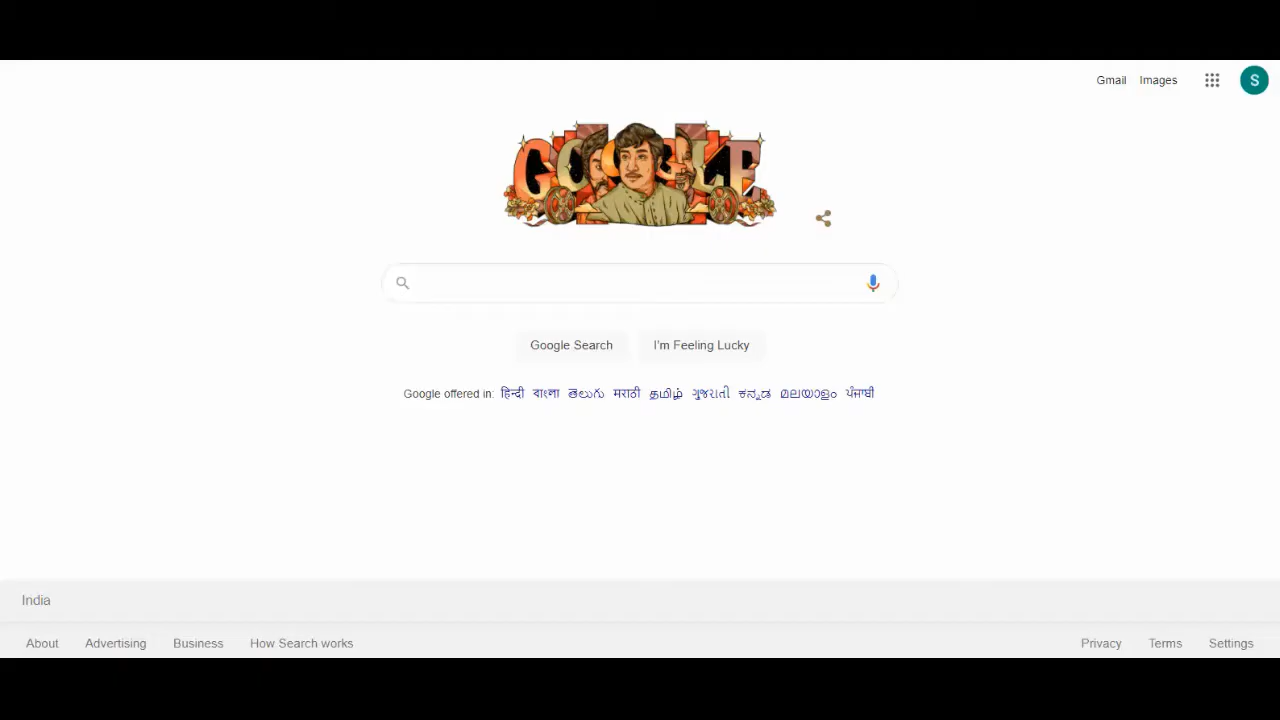 Gmail Images S
GOOGLE
Google Search I'm Feeling Lucky
Google offered in: हिन्दी বাংলা తెలుగు मराठी தமிழ் ગુજરાતી ಕನ್ನಡ മലയാളം ਪੰਜਾਬੀ
India
About Advertising Business How Search works Privacy Terms Settings